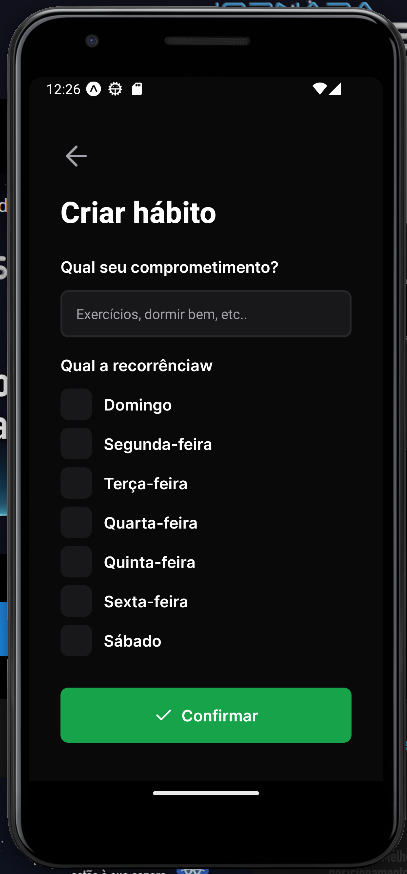 12:26
Criar hábito
Qual seu comprometimento?
Exercícios, dormir bem, etc..
Qual a recorrênciaw
Domingo
Segunda-feira
Terça-feira
Quarta-feira
Quinta-feira
Sexta-feira
Sábado
Confirmar